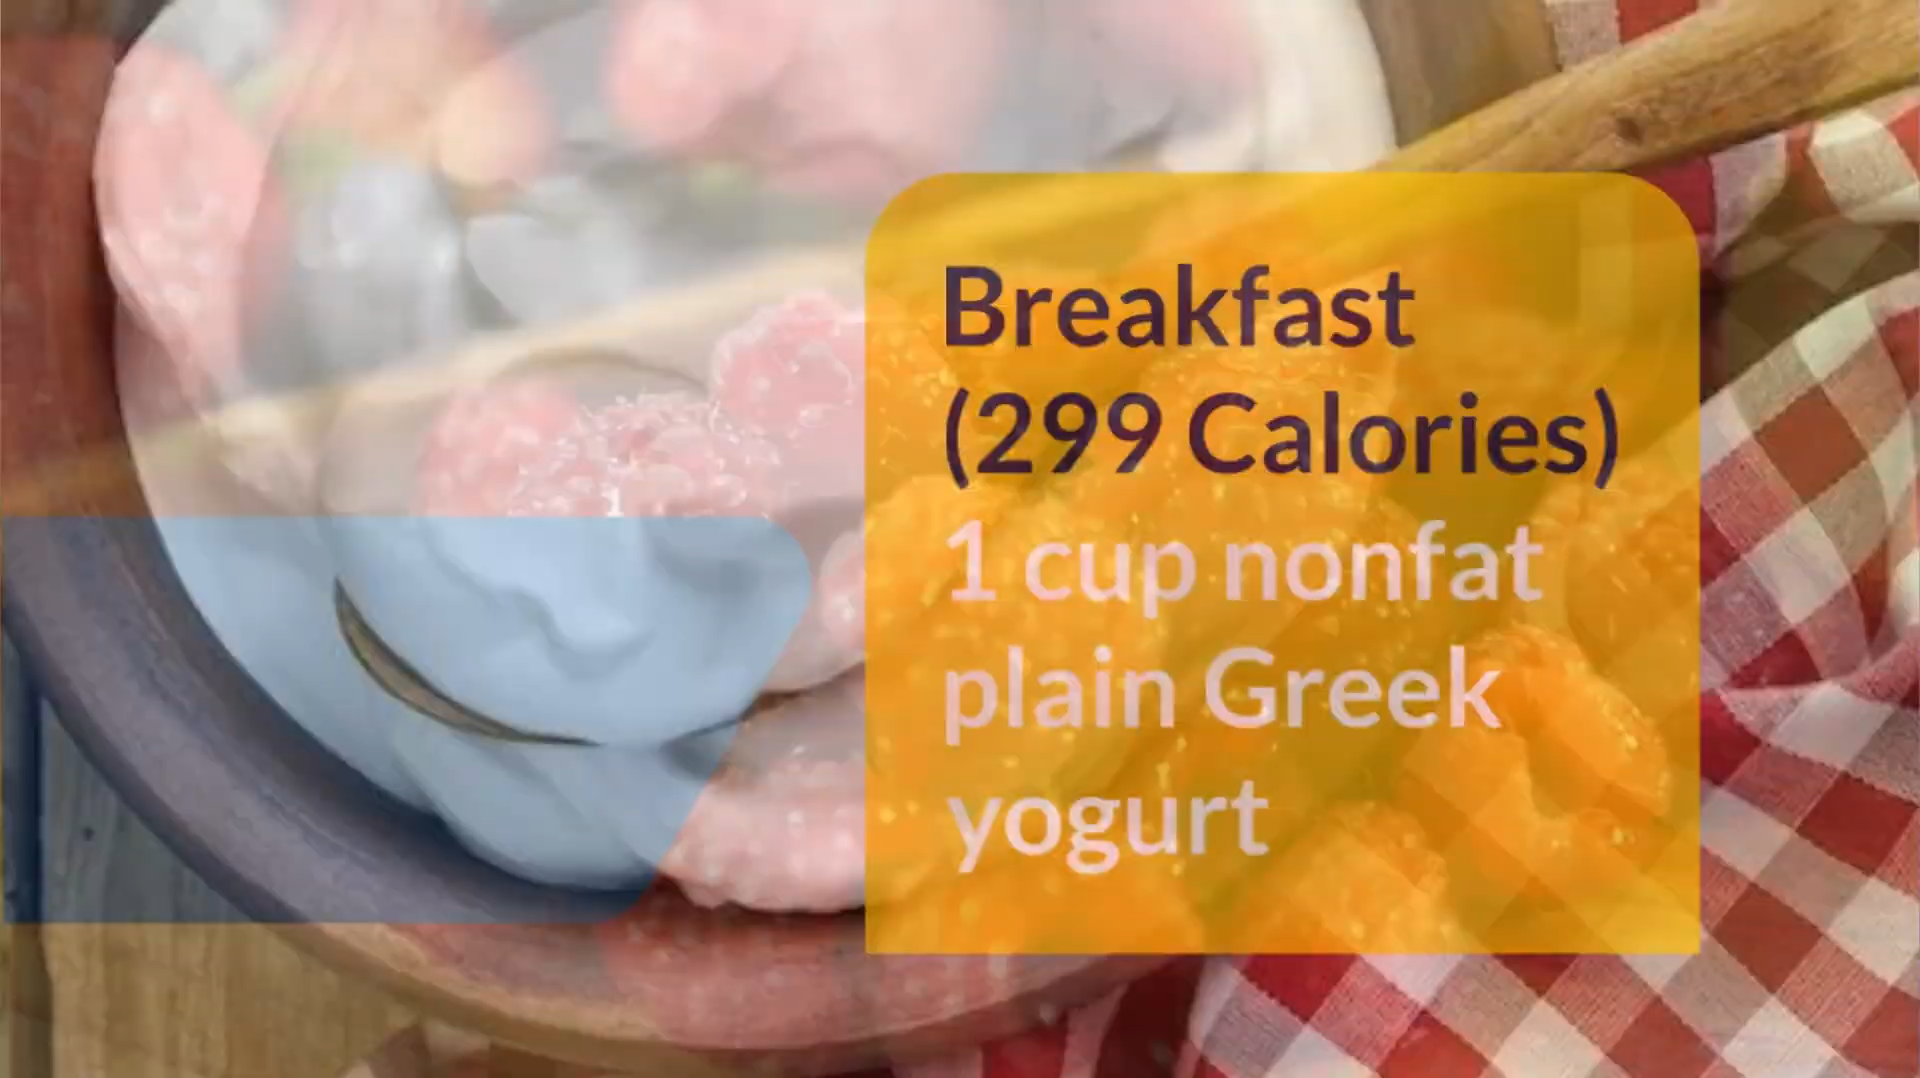 Breakfast
(299 Calories)
1 cup nonfat
plain Greek
yogurt